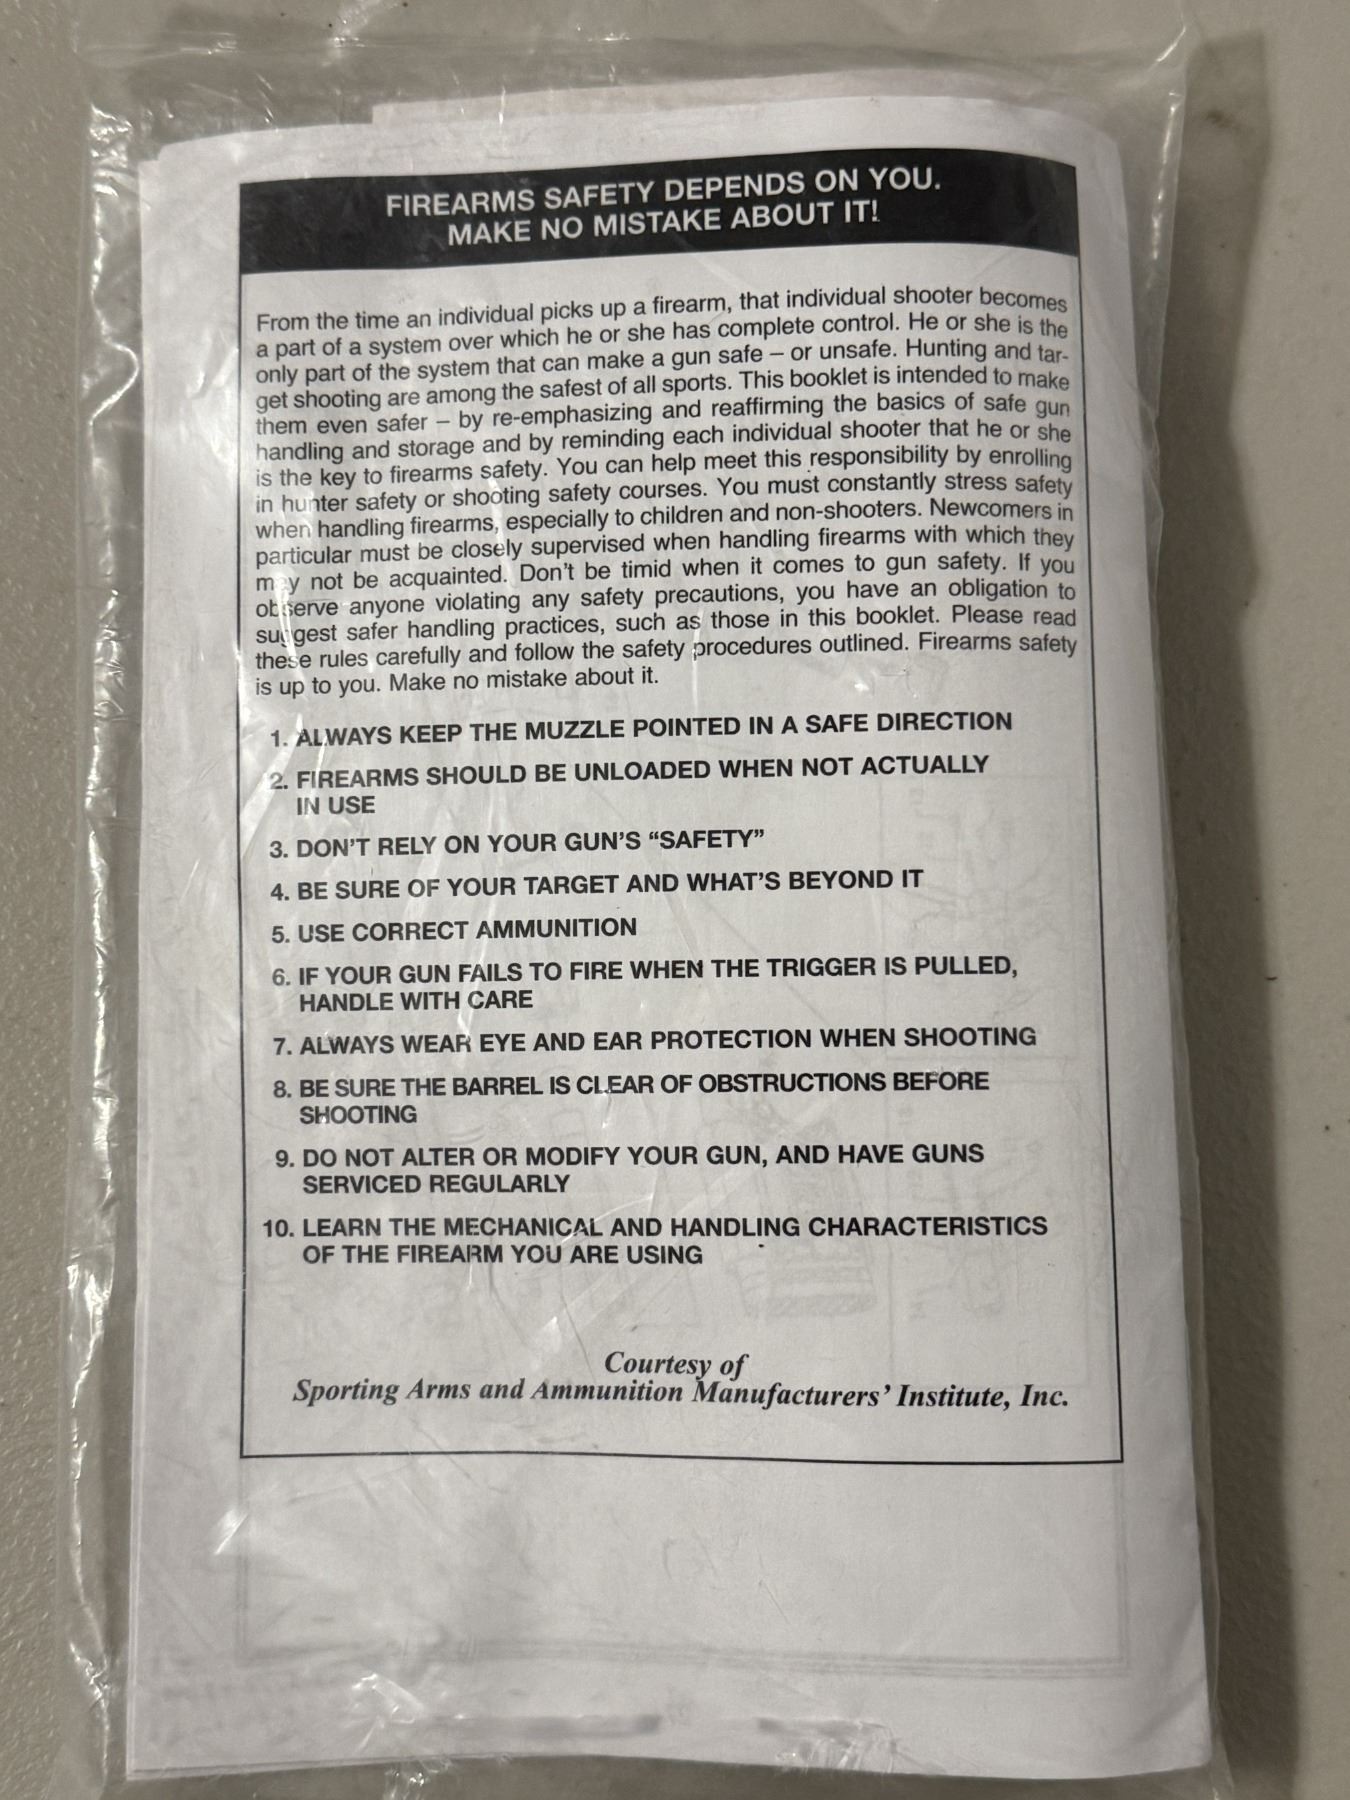 FIREARMS SAFETY DEPENDS ON YOU.
MAKE NO MISTAKE ABOUT IT!
From the time an individual picks up a firearm, that individual shooter becomes
a part of a system over which he or she has complete control. He or she is the
only part of the system that can make a gun safe – or unsafe. Hunting and tar-
get shooting are among the safest of all sports. This booklet is intended to make
them even safer – by re-emphasizing and reaffirming the basics of safe gun
handling and storage and by reminding each individual shooter that he or she
is the key to firearms safety. You can help meet this responsibility by enrolling
in hunter safety or shooting safety courses. You must constantly stress safety
when handling firearms, especially to children and non-shooters. Newcomers in
particular must be closely supervised when handling firearms with which they
may not be acquainted. Don't be timid when it comes to gun safety. If you
observe anyone violating any safety precautions, you have an obligation to
suggest safer handling practices, such as those in this booklet. Please read
these rules carefully and follow the safety procedures outlined. Firearms safety
is up to you. Make no mistake about it.
1. ALWAYS KEEP THE MUZZLE POINTED IN A SAFE DIRECTION
2. FIREARMS SHOULD BE UNLOADED WHEN NOT ACTUALLY
IN USE
3. DON'T RELY ON YOUR GUN'S “SAFETY”
4. BE SURE OF YOUR TARGET AND WHAT'S BEYOND IT
5. USE CORRECT AMMUNITION
6. IF YOUR GUN FAILS TO FIRE WHEN THE TRIGGER IS PULLED,
HANDLE WITH CARE
7. ALWAYS WEAR EYE AND EAR PROTECTION WHEN SHOOTING
8. BE SURE THE BARREL IS CLEAR OF OBSTRUCTIONS BEFORE
SHOOTING
9. DO NOT ALTER OR MODIFY YOUR GUN, AND HAVE GUNS
SERVICED REGULARLY
10. LEARN THE MECHANICAL AND HANDLING CHARACTERISTICS
OF THE FIREARM YOU ARE USING
Courtesy of
Sporting Arms and Ammunition Manufacturers' Institute, Inc.